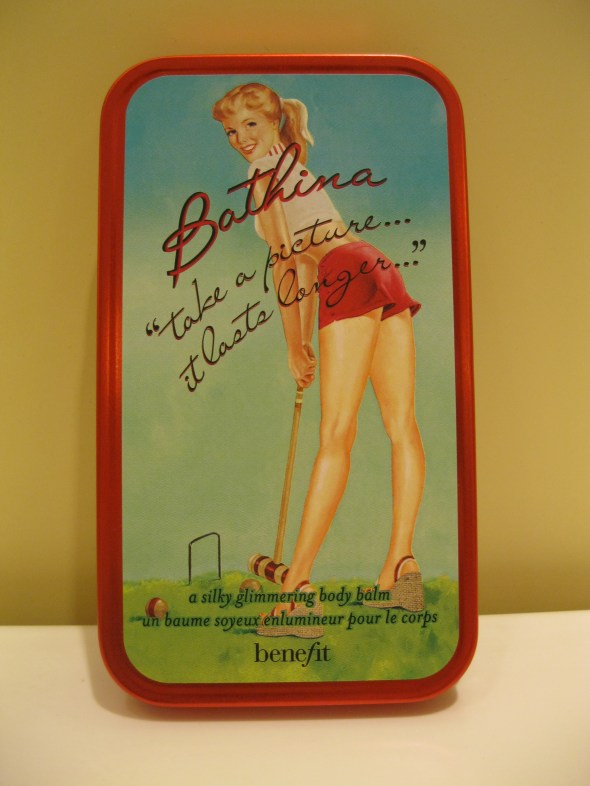 Bathina
"take a picture...
it lasts longer..."
a silky glimmering body balm
un baume soyeux enlumineur pour le corps
benefit